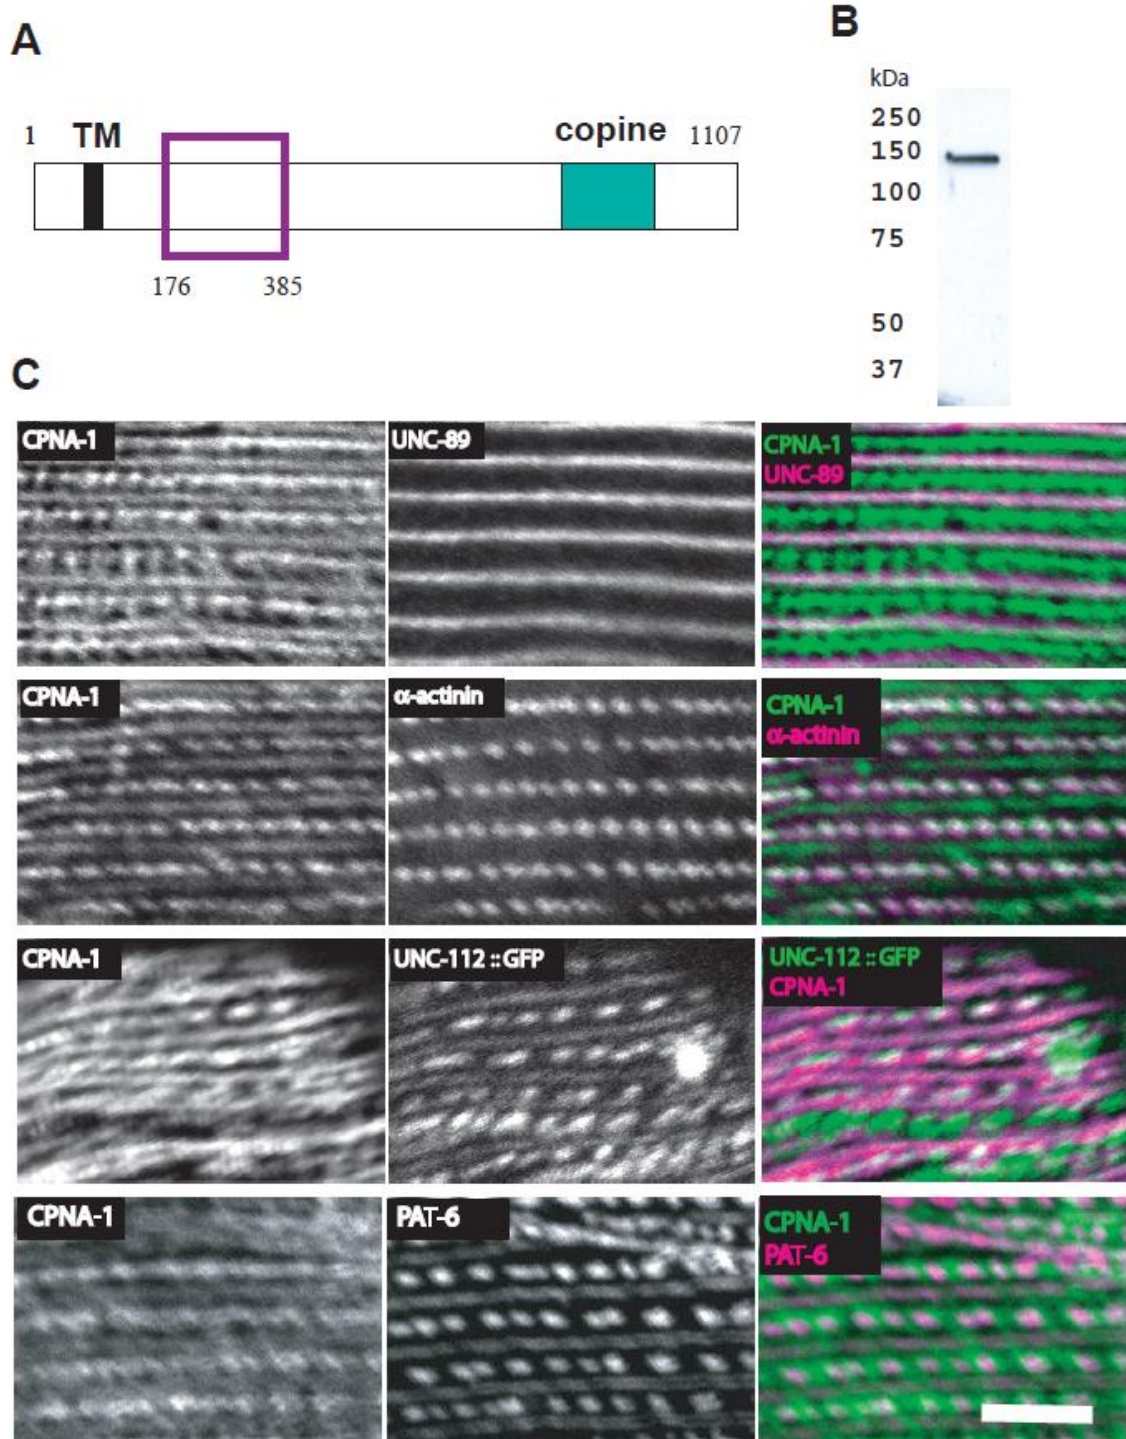 A
B
1 TM copine 1107
176 385
kDa
250
150
100
75
50
37
C
CPNA-1
UNC-89
CPNA-1
UNC-89
CPNA-1
α-actinin
CPNA-1
α-actinin
CPNA-1
UNC-112 :: GFP
UNC-112 :: GFP
CPNA-1
CPNA-1
PAT-6
CPNA-1
PAT-6